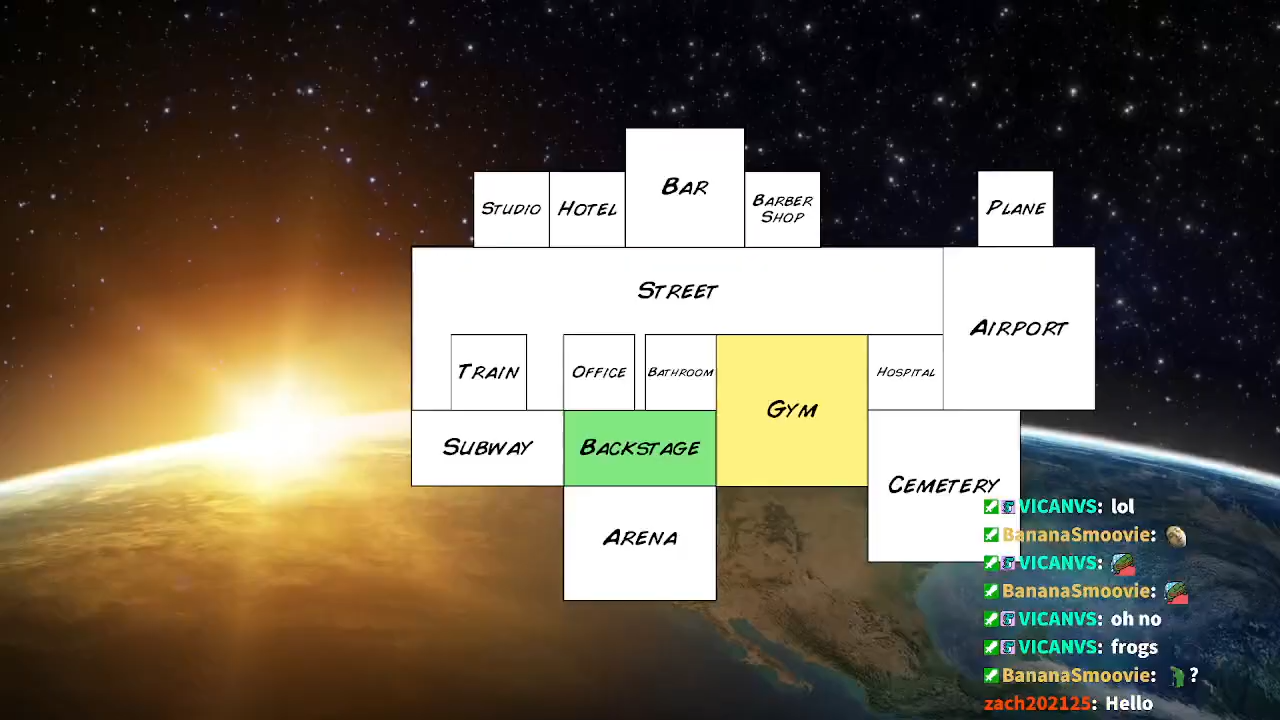 BAR
STUDIO
HOTEL
BARBER
SHOP
PLANE
STREET
AIRPORT
TRAIN
OFFICE
BATHROOM
HOSPITAL
GYM
SUBWAY
BACKSTAGE
CEMETERY
ARENA
VICANVS: lol
BananaSmoovie:
VICANVS:
BananaSmoovie:
VICANVS: oh no
VICANVS: frogs
BananaSmoovie: ?
zach202125: Hello